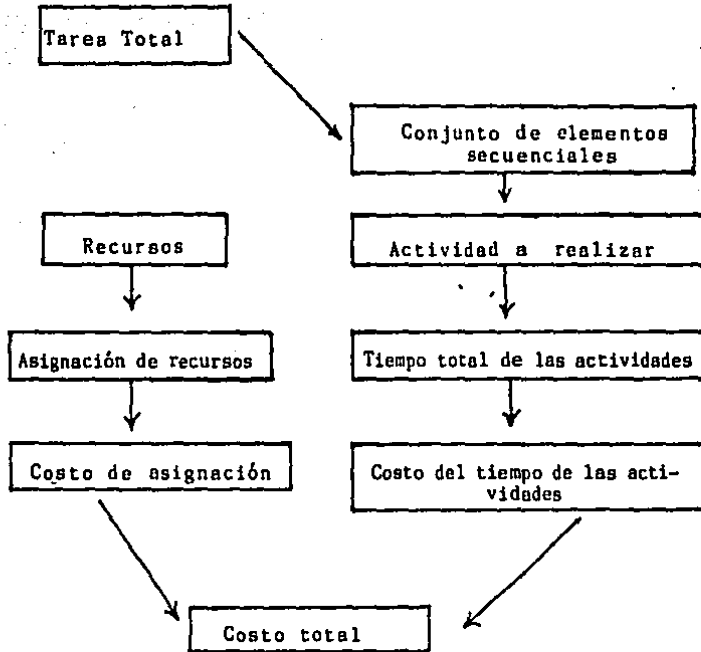 Tarea Total
Conjunto de elementos
secuenciales
Recursos
Actividad a realizar
Asignación de recursos
Tiempo total de las actividades
Costo de asignación
Costo del tiempo de las acti-
vidades
Costo total